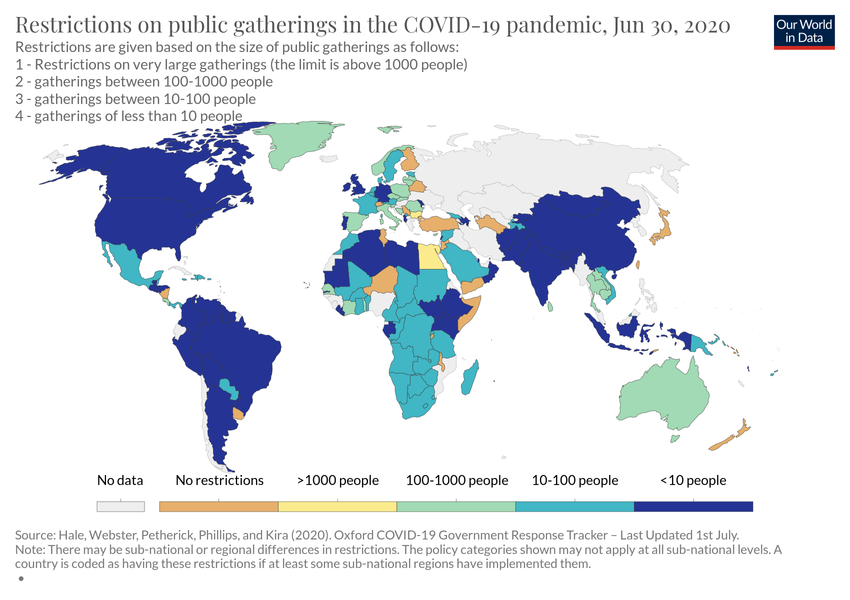 Restrictions on public gatherings in the COVID-19 pandemic, Jun 30, 2020
Our World
in Data
Restrictions are given based on the size of public gatherings as follows:
1 - Restrictions on very large gatherings (the limit is above 1000 people)
2 - gatherings between 100-1000 people
3 - gatherings between 10-100 people
4 - gatherings of less than 10 people
No data No restrictions >1000 people 100-1000 people 10-100 people <10 people
Source: Hale, Webster, Petherick, Phillips, and Kira (2020). Oxford COVID-19 Government Response Tracker – Last Updated 1st July.
Note: There may be sub-national or regional differences in restrictions. The policy categories shown may not apply at all sub-national levels. A
country is coded as having these restrictions if at least some sub-national regions have implemented them.